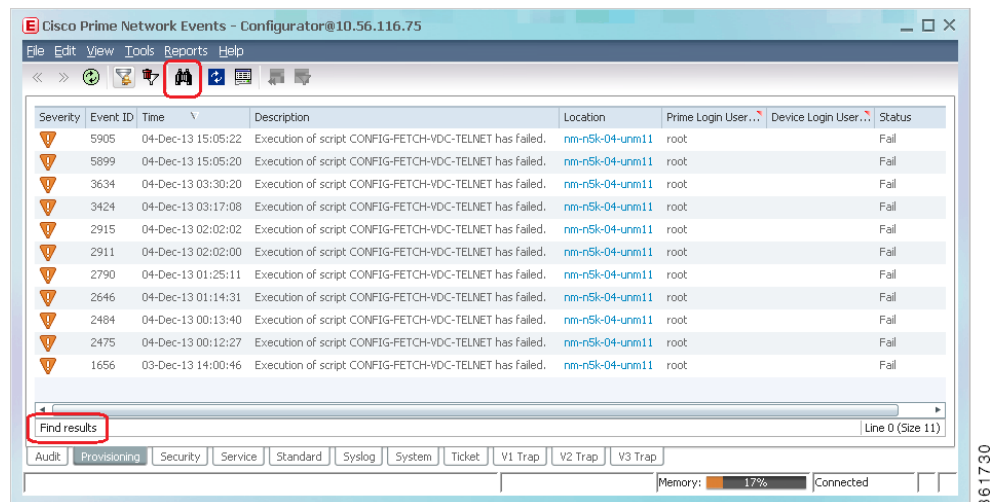 E Cisco Prime Network Events - Configurator@10.56.116.75
File Edit View Tools Reports Help
Severity Event ID Time Description Location Prime Login User... Device Login User... Status
5905 04-Dec-13 15:05:22 Execution of script CONFIG-FETCH-VDC-TELNET has failed. nm-n5k-04-unm11 root Fail
5899 04-Dec-13 15:05:20 Execution of script CONFIG-FETCH-VDC-TELNET has failed. nm-n5k-04-unm11 root Fail
3634 04-Dec-13 03:30:20 Execution of script CONFIG-FETCH-VDC-TELNET has failed. nm-n5k-04-unm11 root Fail
3424 04-Dec-13 03:17:08 Execution of script CONFIG-FETCH-VDC-TELNET has failed. nm-n5k-04-unm11 root Fail
2915 04-Dec-13 02:02:02 Execution of script CONFIG-FETCH-VDC-TELNET has failed. nm-n5k-04-unm11 root Fail
2911 04-Dec-13 02:02:00 Execution of script CONFIG-FETCH-VDC-TELNET has failed. nm-n5k-04-unm11 root Fail
2790 04-Dec-13 01:25:11 Execution of script CONFIG-FETCH-VDC-TELNET has failed. nm-n5k-04-unm11 root Fail
2646 04-Dec-13 01:14:31 Execution of script CONFIG-FETCH-VDC-TELNET has failed. nm-n5k-04-unm11 root Fail
2484 04-Dec-13 00:13:40 Execution of script CONFIG-FETCH-VDC-TELNET has failed. nm-n5k-04-unm11 root Fail
2475 04-Dec-13 00:12:27 Execution of script CONFIG-FETCH-VDC-TELNET has failed. nm-n5k-04-unm11 root Fail
1656 03-Dec-13 14:00:46 Execution of script CONFIG-FETCH-VDC-TELNET has failed. nm-n5k-04-unm11 root Fail
Find results Line 0 (Size 11)
Audit Provisioning Security Service Standard Syslog System Ticket V1 Trap V2 Trap V3 Trap
Memory: 17% Connected
361730